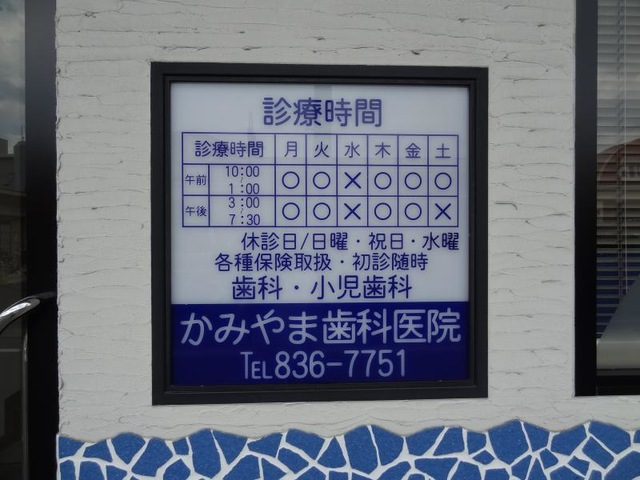 診療時間
診療時間 月 火 水 木 金 土
午前 10:00 1:00 ○ ○ × ○ ○ ○
午後 3:00 7:30 ○ ○ × ○ ○ ×
休診日/日曜・祝日・水曜
各種保険取扱・初診随時
歯科・小児歯科
かみやま歯科医院
TEL836-7751